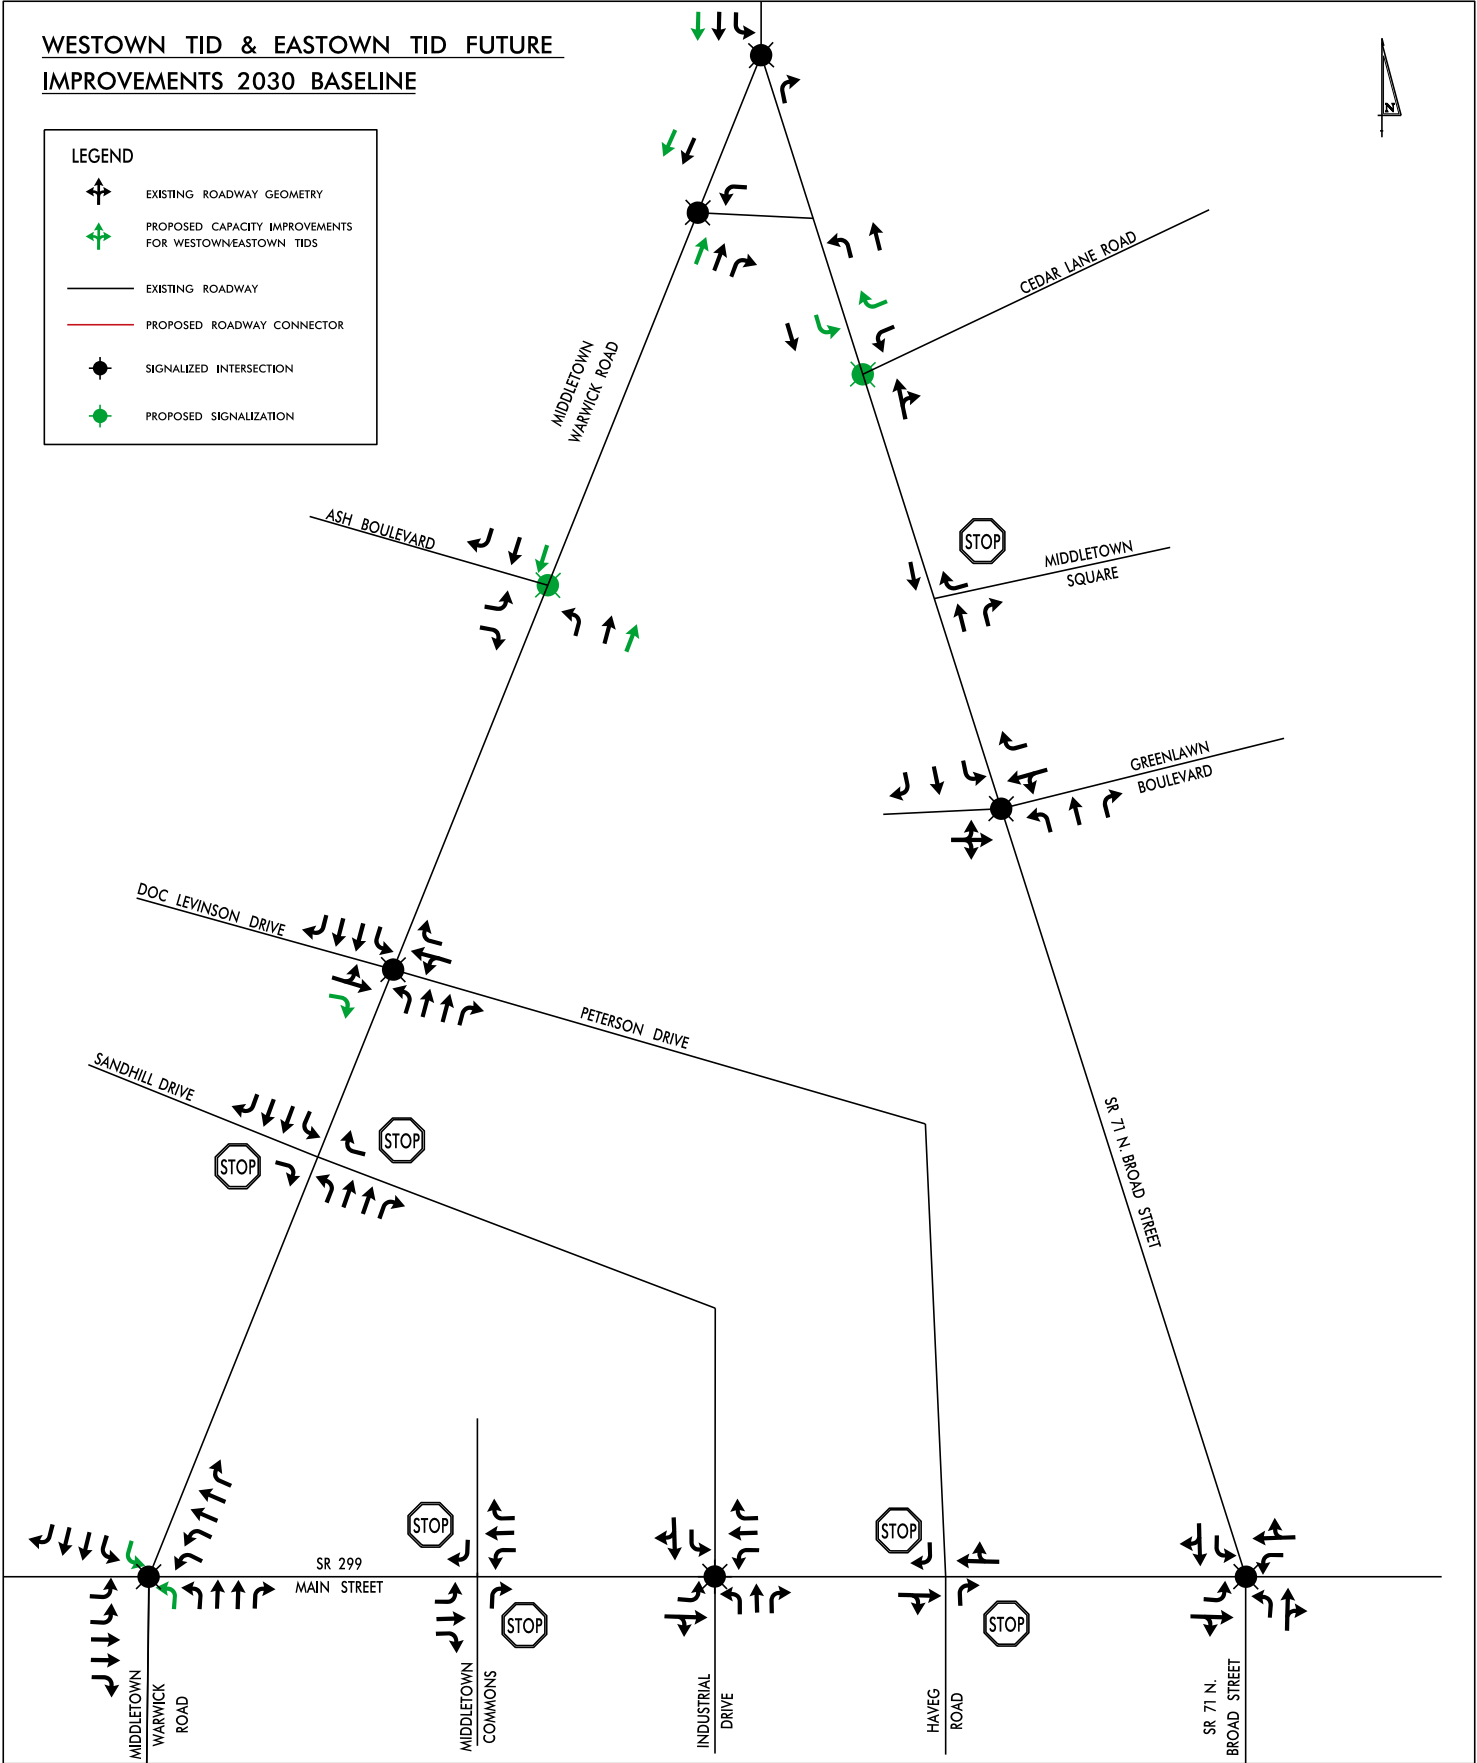 WESTOWN TID & EASTOWN TID FUTURE
IMPROVEMENTS 2030 BASELINE
N
LEGEND
EXISTING ROADWAY GEOMETRY
PROPOSED CAPACITY IMPROVEMENTS
FOR WESTOWN/EASTOWN TIDS
EXISTING ROADWAY
PROPOSED ROADWAY CONNECTOR
SIGNALIZED INTERSECTION
PROPOSED SIGNALIZATION
CEDAR LANE ROAD
MIDDLETOWN
WARWICK ROAD
ASH BOULEVARD
STOP
MIDDLETOWN
SQUARE
GREENLAWN
BOULEVARD
DOC LEVINSON DRIVE
PETERSON DRIVE
SANDHILL DRIVE
STOP
STOP
SR 71 N. BROAD STREET
STOP
STOP
SR 299
MAIN STREET
STOP
STOP
MIDDLETOWN
WARWICK
ROAD
MIDDLETOWN
COMMONS
INDUSTRIAL
DRIVE
HAVEG
ROAD
SR 71 N.
BROAD STREET